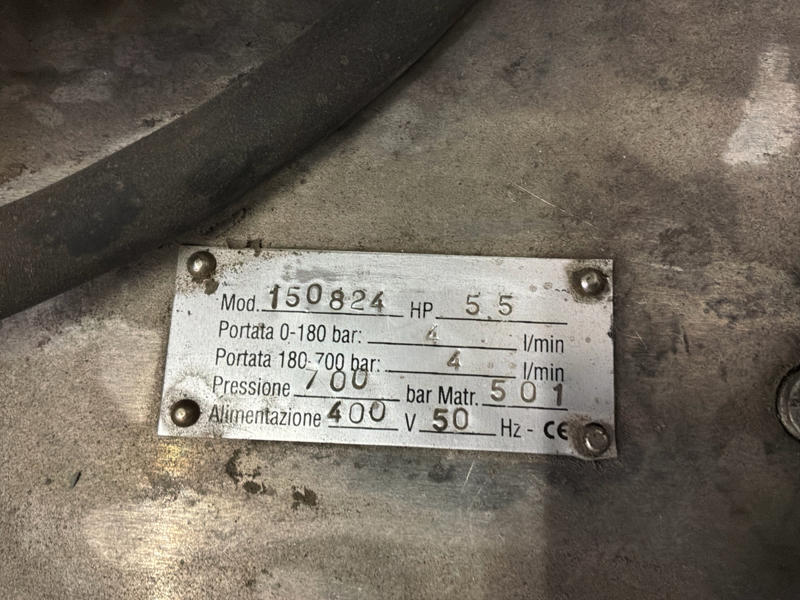 Mod. 150824 HP 5.5
Portata 0-180 bar: 4 l/min
Portata 180-700 bar: 4 l/min
Pressione 700 bar Matr. 501
Alimentazione 400 V 50 Hz - CE